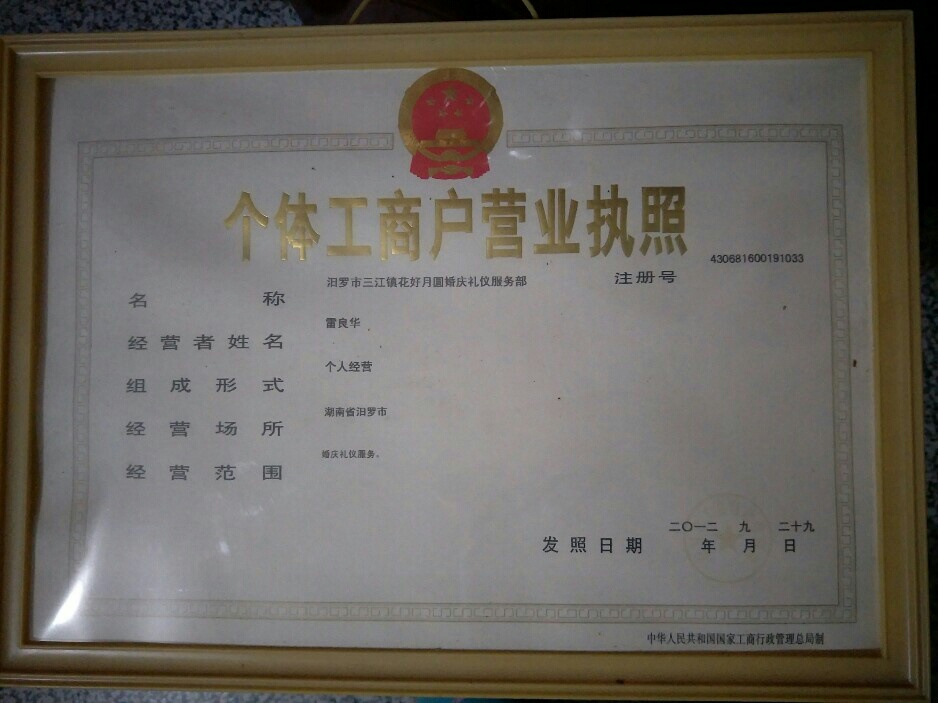 个体工商户营业执照
注册号 430681600191033
名称 汨罗市三江镇花好月圆婚庆礼仪服务部
经营者姓名 雷良华
组成形式 个人经营
经营场所 湖南省汨罗市
经营范围 婚庆礼仪服务。
发照日期 二〇一二年九月二十九日
中华人民共和国国家工商行政管理总局制